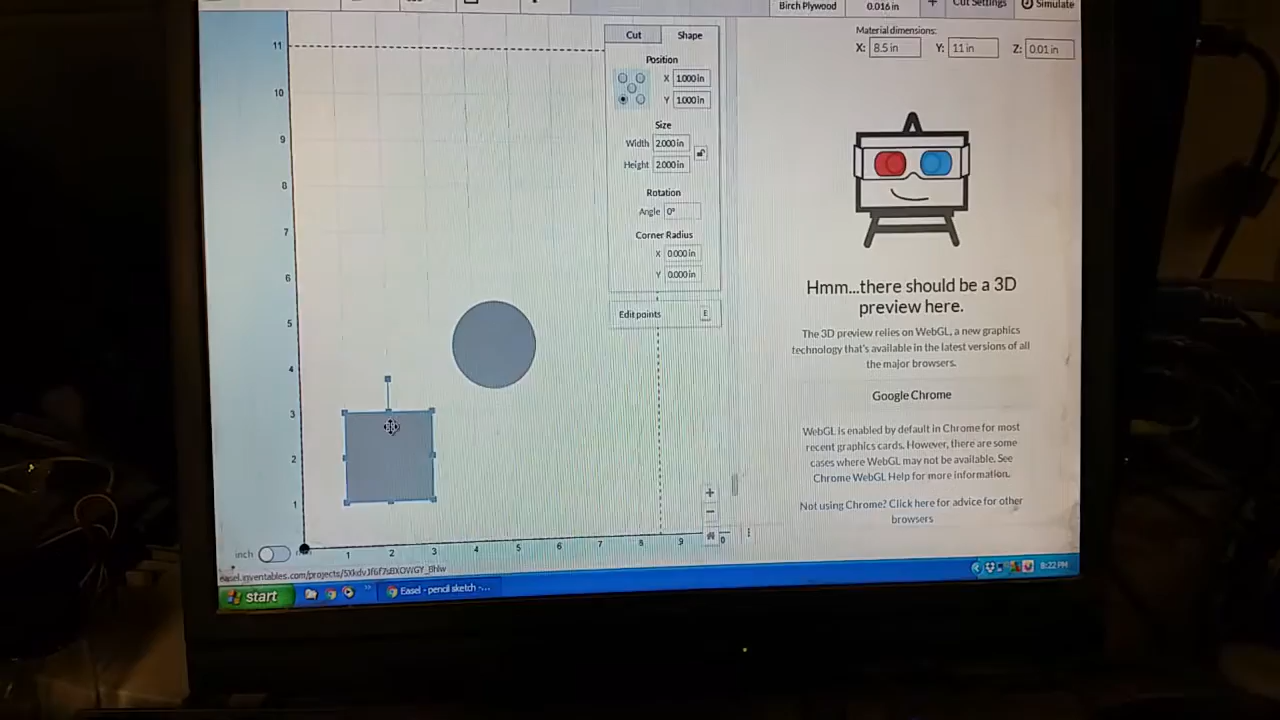 Birch Plywood
0.016 in
+
Cut Settings
Simulate
Cut
Shape
Material dimensions:
X: 8.5 in Y: 11 in Z: 0.01 in
Position
X 1.000 in
Y 1.000 in
Size
Width 2.000 in
Height 2.000 in
Rotation
Angle 0°
Corner Radius
X 0.000 in
Y 0.000 in
Edit points E
11
10
9
8
7
6
5
4
3
2
1
1 2 3 4 5 6 7 8 9 0
+
−
inch
Hmm...there should be a 3D
preview here.
The 3D preview relies on WebGL, a new graphics
technology that's available in the latest versions of all
the major browsers.
Google Chrome
WebGL is enabled by default in Chrome for most
recent graphics cards. However, there are some
cases where WebGL may not be available. See
Chrome WebGL Help for more information.
Not using Chrome? Click here for advice for other
browsers
start
Easel - pencil sketch -...
8:22 PM